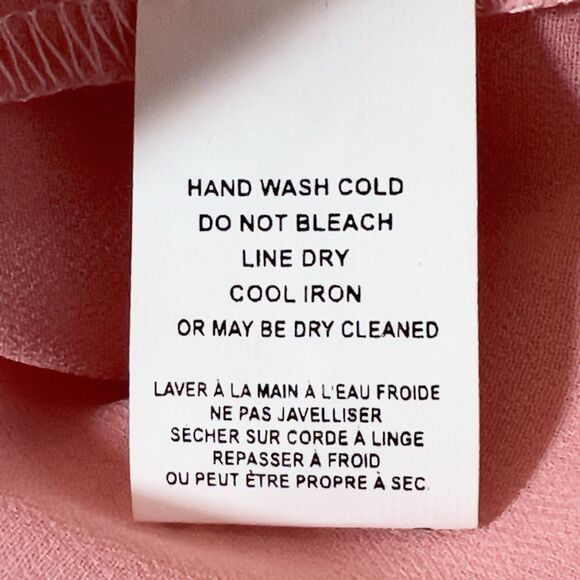 HAND WASH COLD
DO NOT BLEACH
LINE DRY
COOL IRON
OR MAY BE DRY CLEANED
LAVER À LA MAIN À L'EAU FROIDE
NE PAS JAVELLISER
SÉCHER SUR CORDE À LINGE
REPASSER À FROID
OU PEUT ÊTRE PROPRE À SEC.